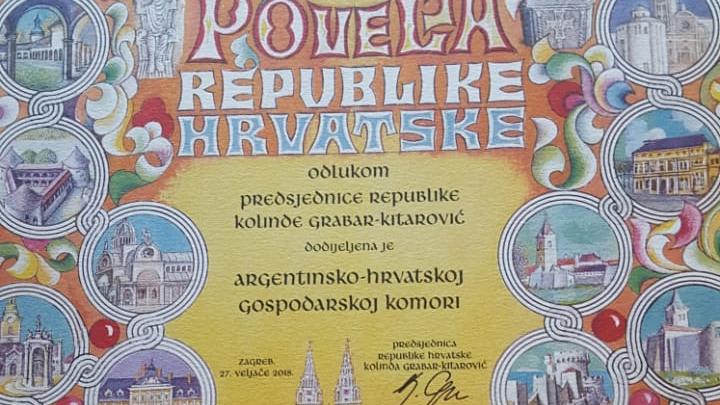 POVELJA
REPUBLIKE
HRVATSKE
odlukom
predsjednice republike
kolinde grabar-kitarović
dodijeljena je
argentinsko-hrvatskoj
gospodarskoj komori
zagreb,
27. veljače 2018.
predsjednica
republike hrvatske
kolinda grabar-kitarović